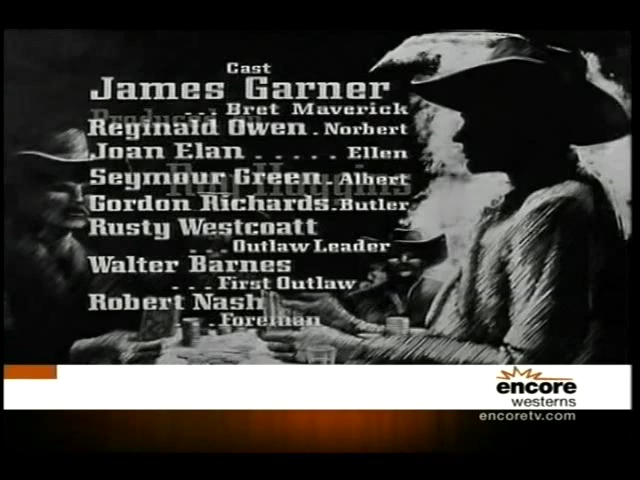 Cast
James Garner
. . . Bret Maverick
Reginald Owen . Norbert
Joan Elan . . . . . Ellen
Seymour Green . Albert
Gordon Richards . Butler
Rusty Westcoatt
. . . Outlaw Leader
Walter Barnes
. . . First Outlaw
Robert Nash
. . . Foreman
encore
westerns
encoretv.com